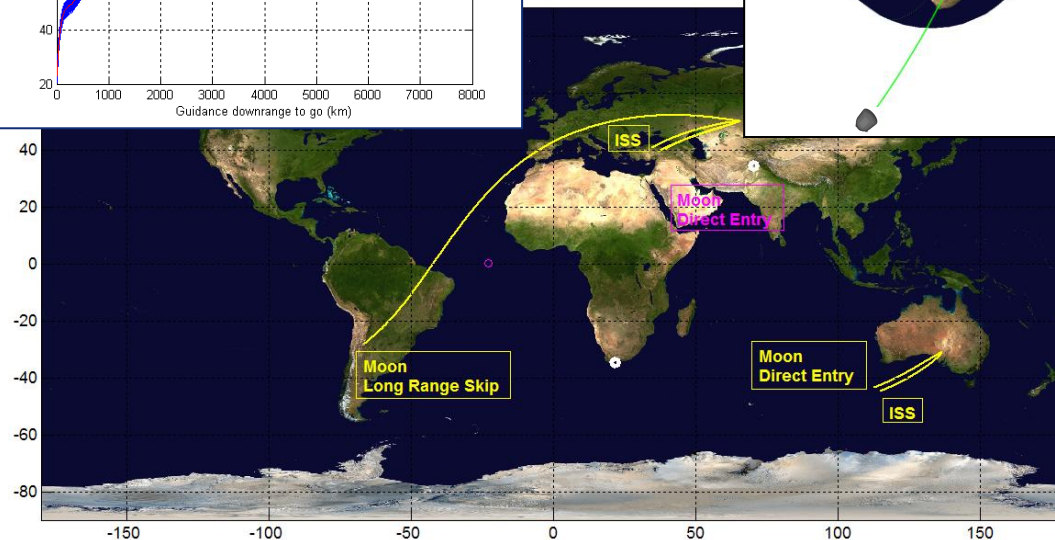 40
20
0
1000
2000
3000
4000
5000
6000
7000
8000
Guidance downrange to go (km)
40
20
0
-20
-40
-60
-80
ISS
Moon
Direct Entry
Moon
Long Range Skip
Moon
Direct Entry
ISS
-150
-100
-50
0
50
100
150